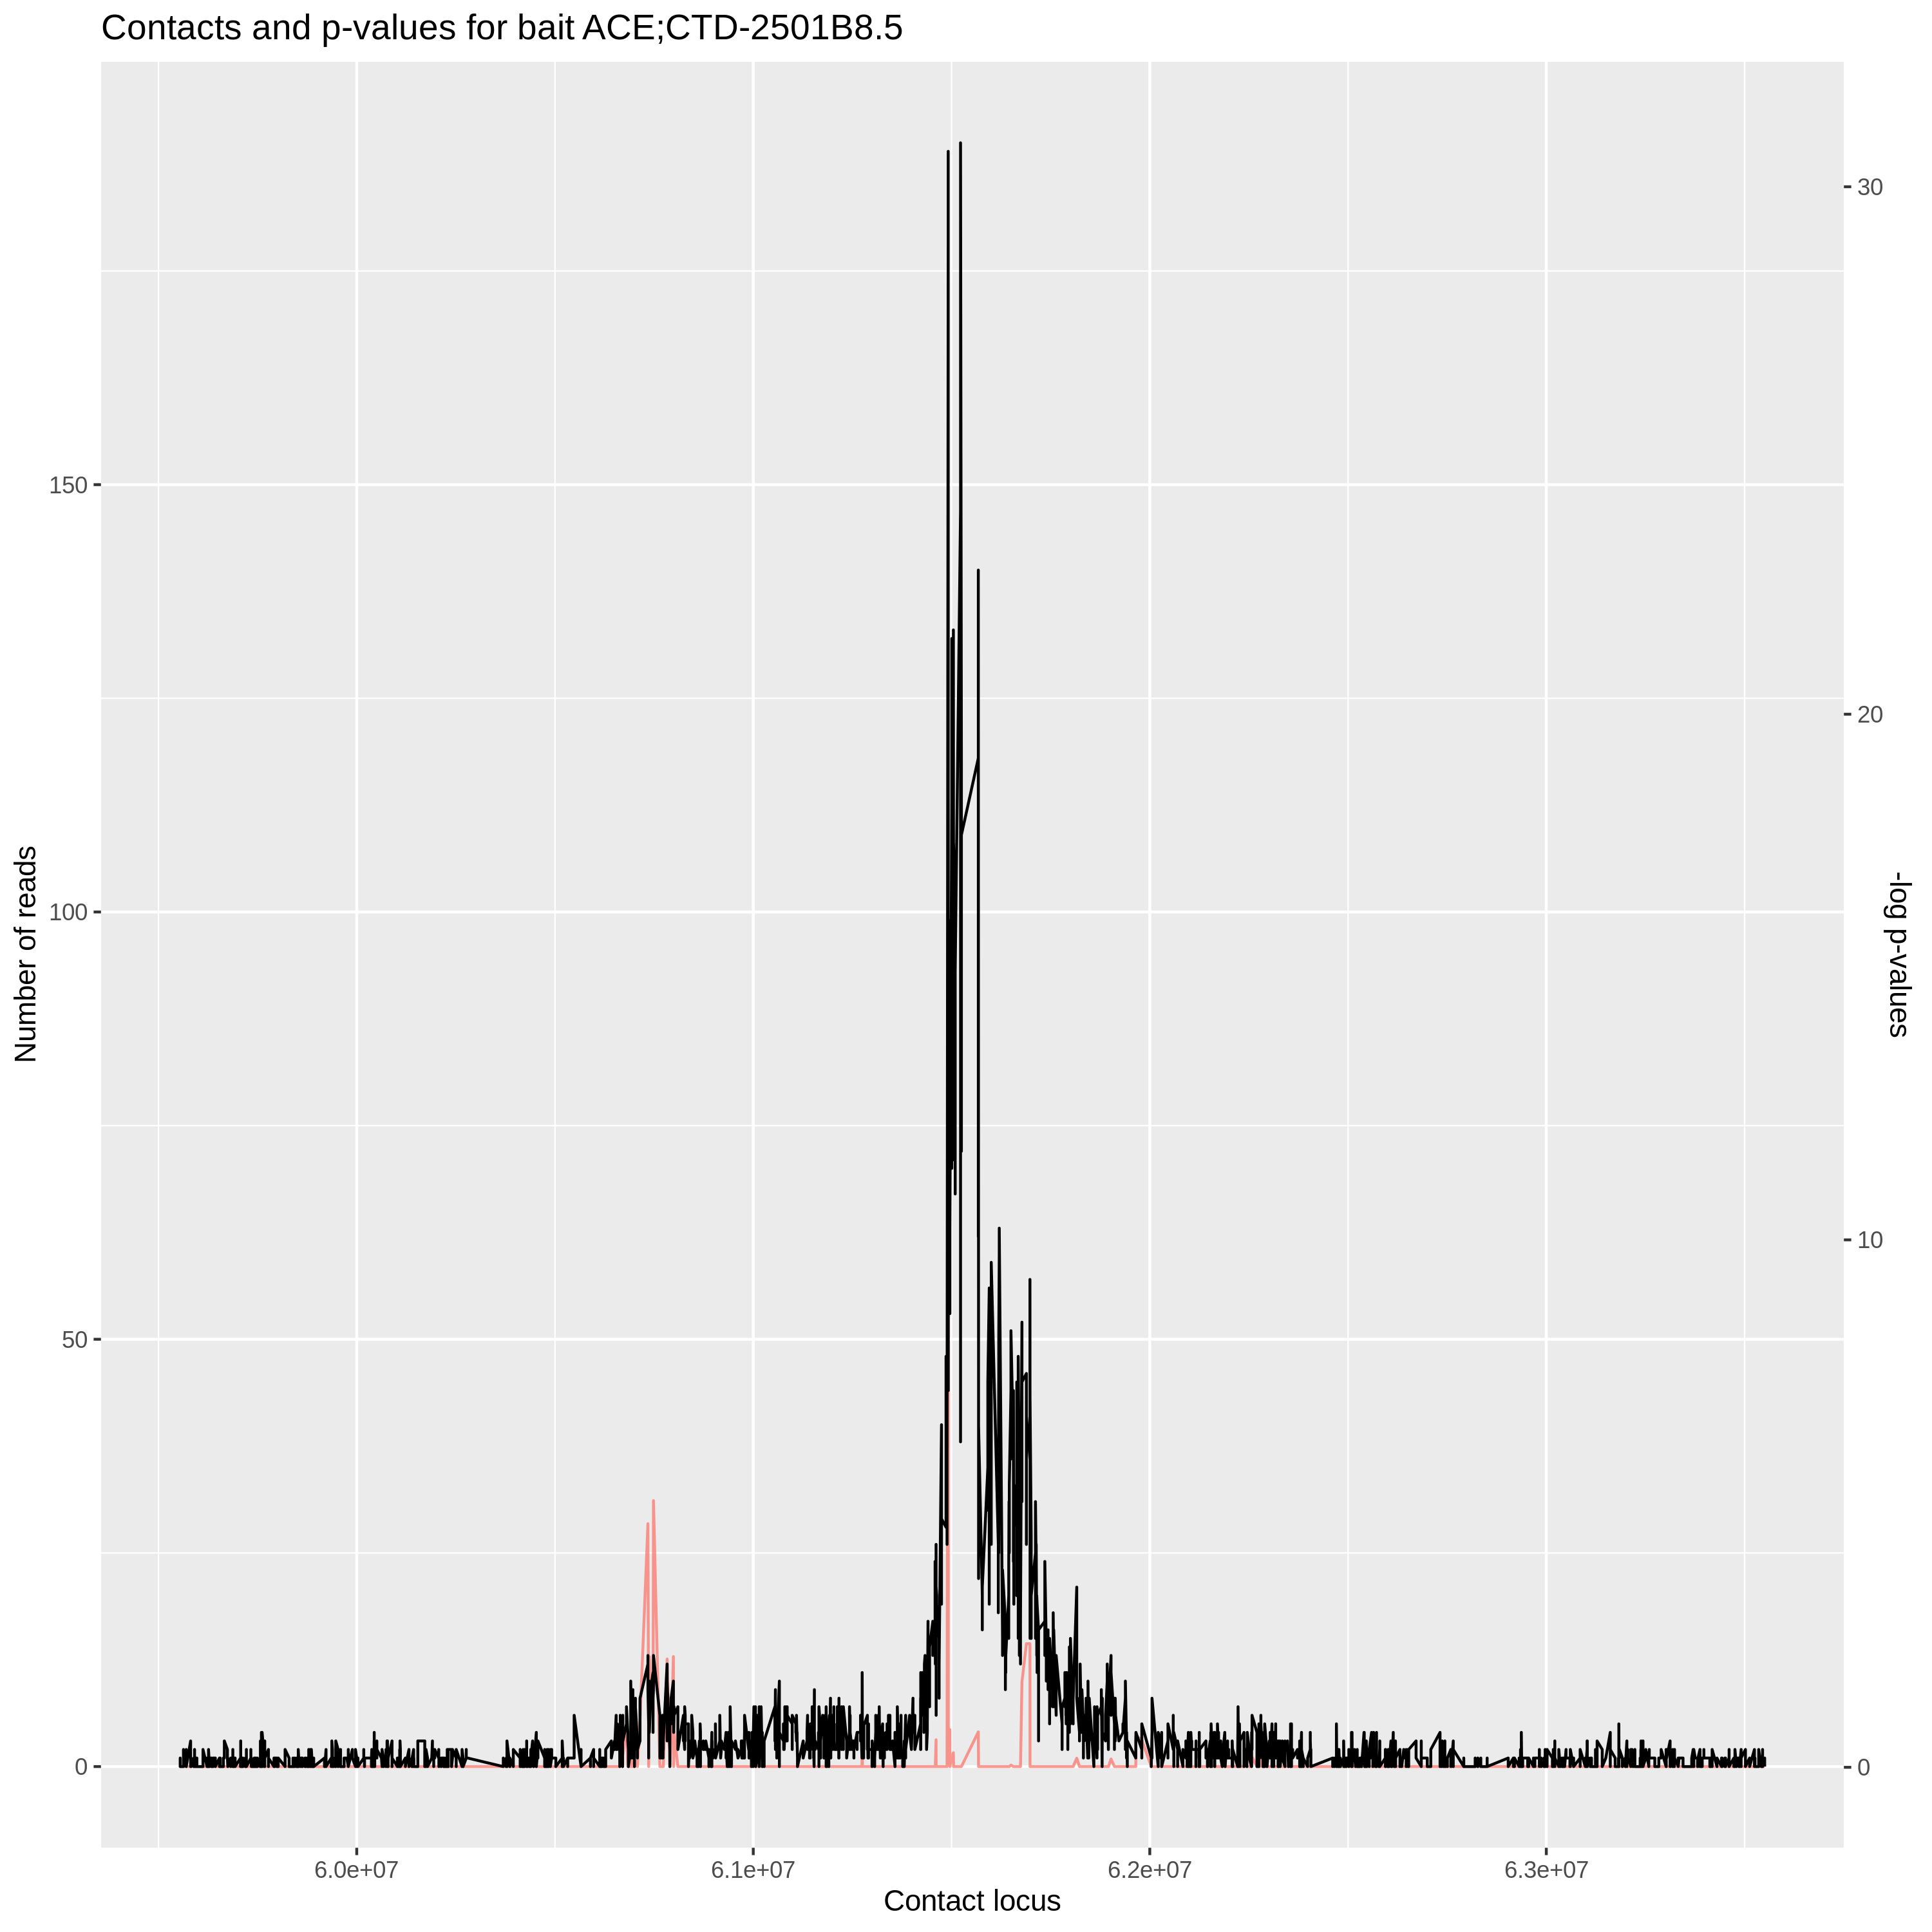 Contacts and p-values for bait ACE;CTD-2501B8.5
Number of reads
150
100
50
0
30
20
10
0
-log p-values
6.0e+07
6.1e+07
6.2e+07
6.3e+07
Contact locus